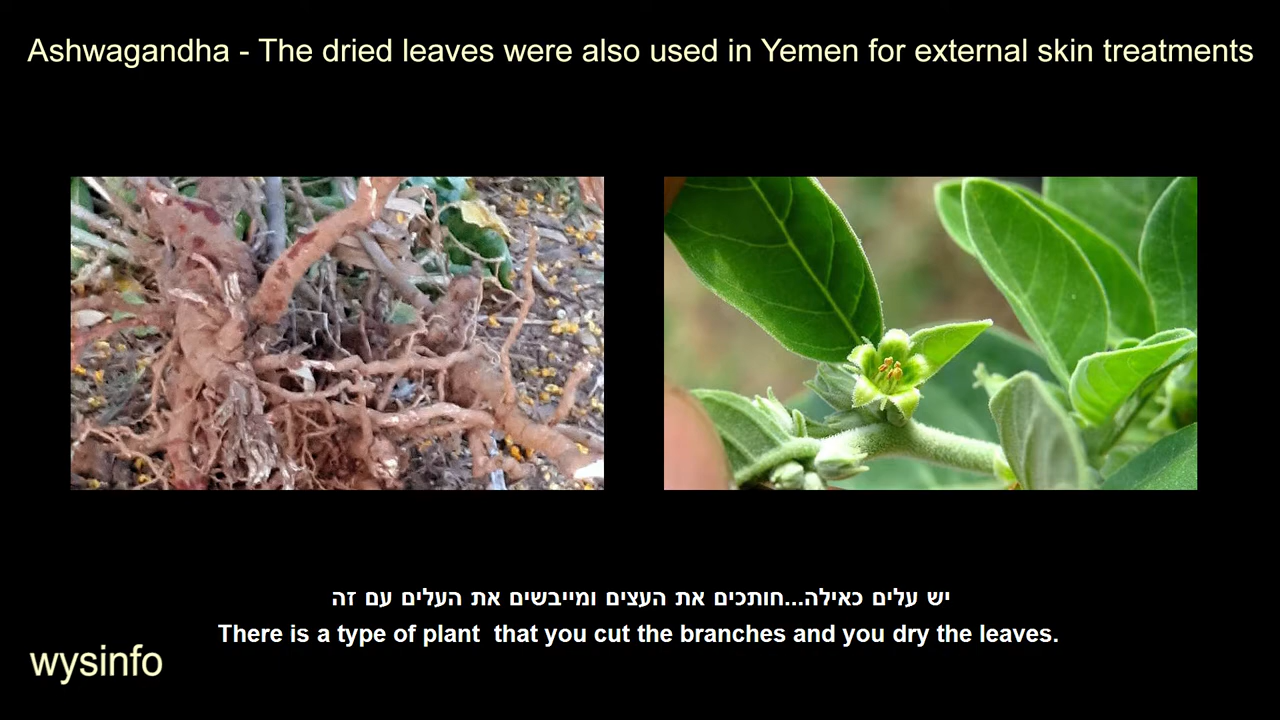 Ashwagandha - The dried leaves were also used in Yemen for external skin treatments
יש עלים כאילה...חותכים את העצים ומייבשים את העלים עם זה
There is a type of plant  that you cut the branches and you dry the leaves.
wysinfo